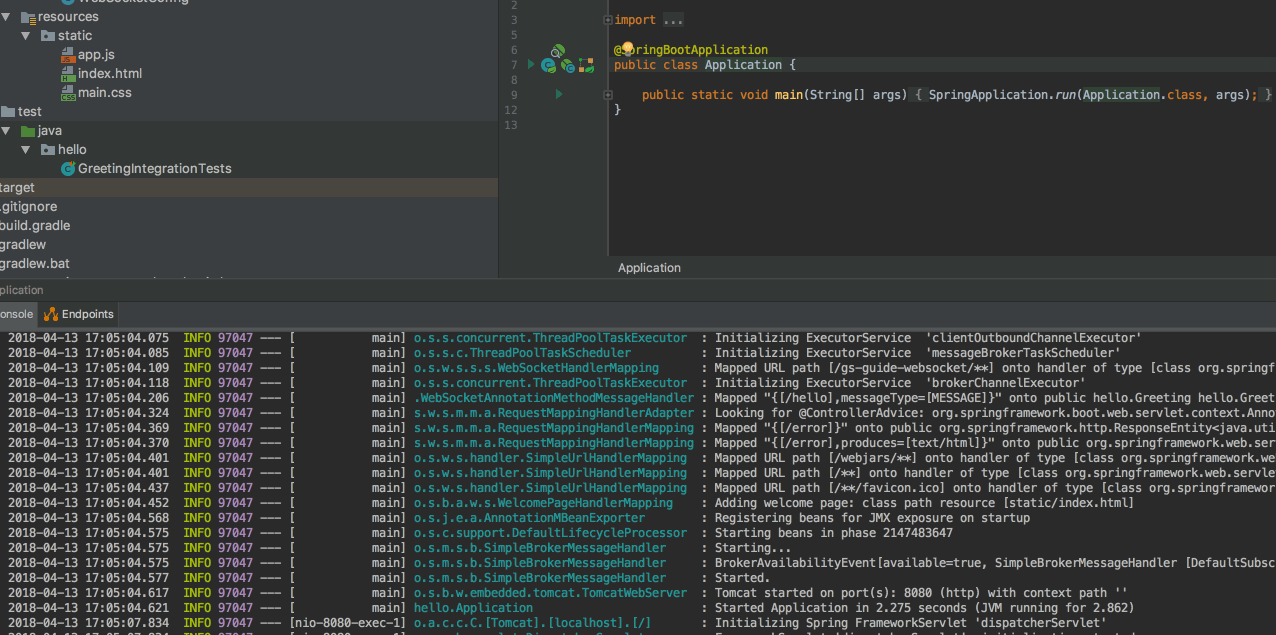 resources
static
app.js
index.html
main.css
test
java
hello
GreetingIntegrationTests
target
.gitignore
build.gradle
gradlew
gradlew.bat
2
3 import ...
5
6 @SpringBootApplication
7 public class Application {
8
9 public static void main(String[] args) { SpringApplication.run(Application.class, args); }
12 }
13
Application
plication
onsole Endpoints
2018-04-13 17:05:04.075 INFO 97047 --- [ main] o.s.s.concurrent.ThreadPoolTaskExecutor : Initializing ExecutorService 'clientOutboundChannelExecutor'
2018-04-13 17:05:04.085 INFO 97047 --- [ main] o.s.s.c.ThreadPoolTaskScheduler : Initializing ExecutorService 'messageBrokerTaskScheduler'
2018-04-13 17:05:04.109 INFO 97047 --- [ main] o.s.w.s.s.s.WebSocketHandlerMapping : Mapped URL path [/gs-guide-websocket/**] onto handler of type [class org.springf
2018-04-13 17:05:04.118 INFO 97047 --- [ main] o.s.s.concurrent.ThreadPoolTaskExecutor : Initializing ExecutorService 'brokerChannelExecutor'
2018-04-13 17:05:04.206 INFO 97047 --- [ main] .WebSocketAnnotationMethodMessageHandler : Mapped "{[/hello],messageType=[MESSAGE]}" onto public hello.Greeting hello.Greet
2018-04-13 17:05:04.324 INFO 97047 --- [ main] s.w.s.m.m.a.RequestMappingHandlerAdapter : Looking for @ControllerAdvice: org.springframework.boot.web.servlet.context.Anno
2018-04-13 17:05:04.369 INFO 97047 --- [ main] s.w.s.m.m.a.RequestMappingHandlerMapping : Mapped "{[/error]}" onto public org.springframework.http.ResponseEntity<java.uti
2018-04-13 17:05:04.370 INFO 97047 --- [ main] s.w.s.m.m.a.RequestMappingHandlerMapping : Mapped "{[/error],produces=[text/html]}" onto public org.springframework.web.ser
2018-04-13 17:05:04.401 INFO 97047 --- [ main] o.s.w.s.handler.SimpleUrlHandlerMapping : Mapped URL path [/webjars/**] onto handler of type [class org.springframework.we
2018-04-13 17:05:04.401 INFO 97047 --- [ main] o.s.w.s.handler.SimpleUrlHandlerMapping : Mapped URL path [/**] onto handler of type [class org.springframework.web.servlet
2018-04-13 17:05:04.437 INFO 97047 --- [ main] o.s.w.s.handler.SimpleUrlHandlerMapping : Mapped URL path [/**/favicon.ico] onto handler of type [class org.springframework
2018-04-13 17:05:04.452 INFO 97047 --- [ main] o.s.b.a.w.s.WelcomePageHandlerMapping : Adding welcome page: class path resource [static/index.html]
2018-04-13 17:05:04.568 INFO 97047 --- [ main] o.s.j.e.a.AnnotationMBeanExporter : Registering beans for JMX exposure on startup
2018-04-13 17:05:04.575 INFO 97047 --- [ main] o.s.c.support.DefaultLifecycleProcessor : Starting beans in phase 2147483647
2018-04-13 17:05:04.575 INFO 97047 --- [ main] o.s.m.s.b.SimpleBrokerMessageHandler : Starting...
2018-04-13 17:05:04.575 INFO 97047 --- [ main] o.s.m.s.b.SimpleBrokerMessageHandler : BrokerAvailabilityEvent[available=true, SimpleBrokerMessageHandler [DefaultSubsc
2018-04-13 17:05:04.577 INFO 97047 --- [ main] o.s.m.s.b.SimpleBrokerMessageHandler : Started.
2018-04-13 17:05:04.617 INFO 97047 --- [ main] o.s.b.w.embedded.tomcat.TomcatWebServer : Tomcat started on port(s): 8080 (http) with context path ''
2018-04-13 17:05:04.621 INFO 97047 --- [ main] hello.Application : Started Application in 2.275 seconds (JVM running for 2.862)
2018-04-13 17:05:07.834 INFO 97047 --- [nio-8080-exec-1] o.a.c.c.C.[Tomcat].[localhost].[/] : Initializing Spring FrameworkServlet 'dispatcherServlet'